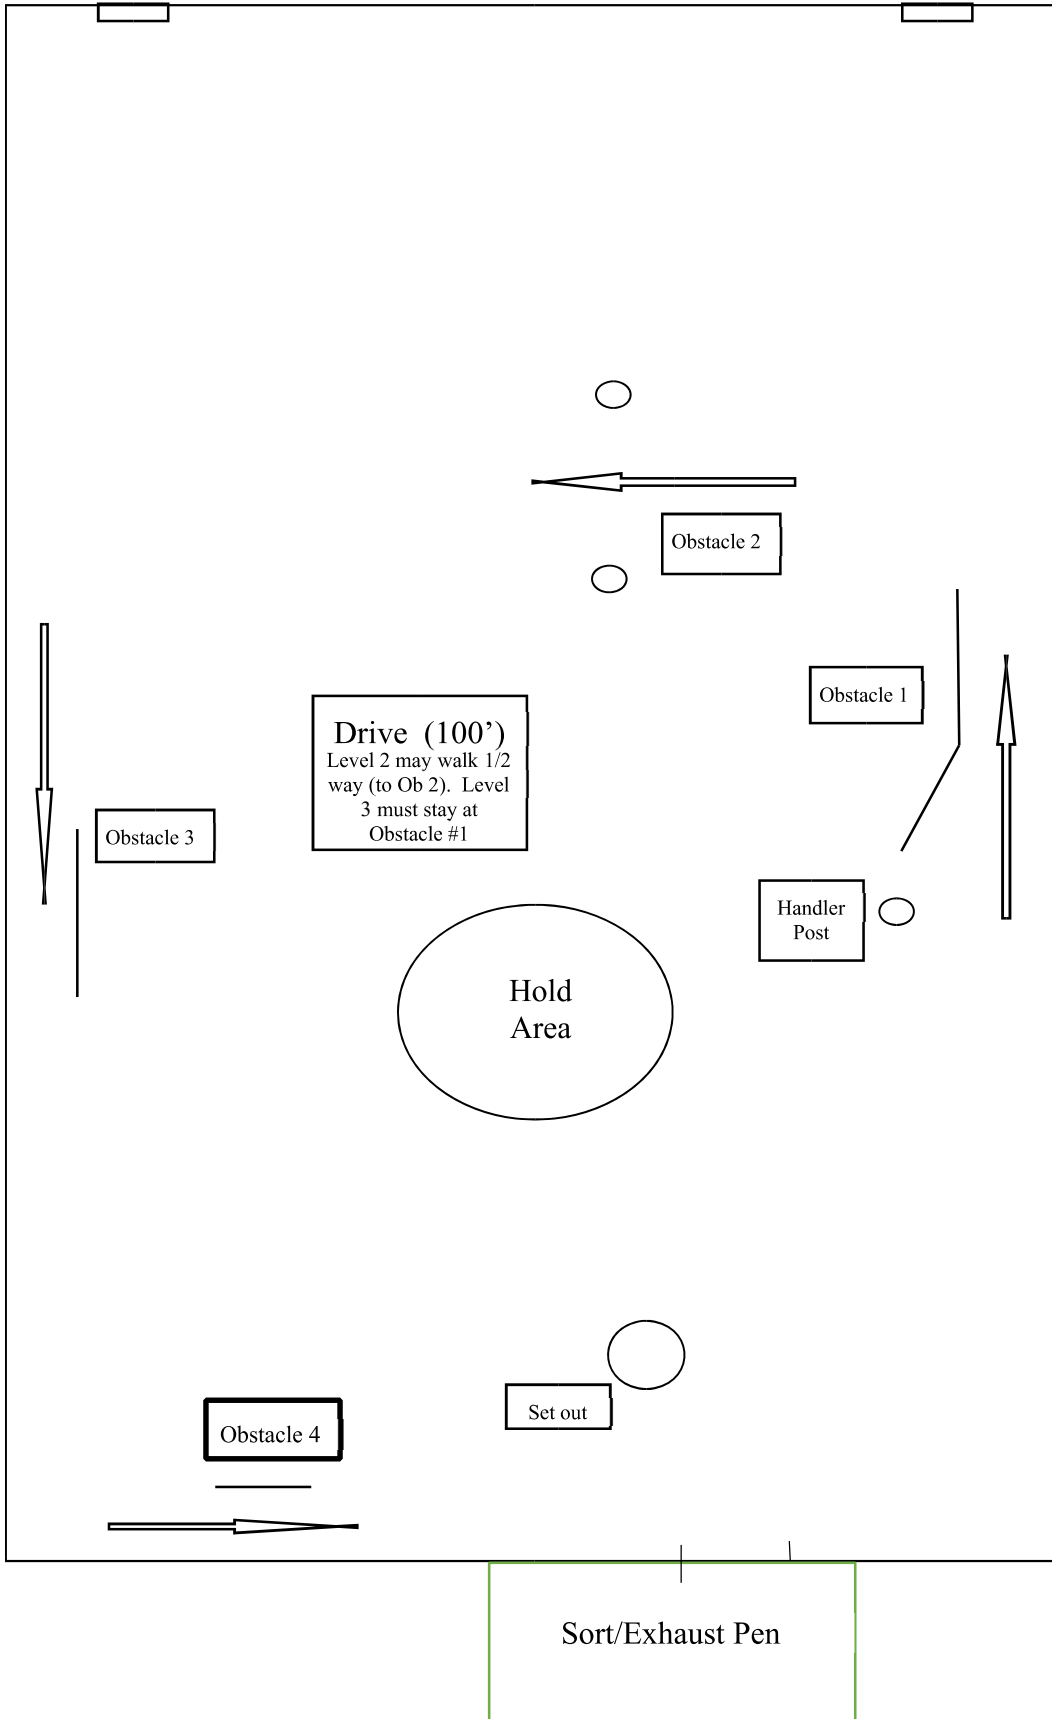 Obstacle 2
Obstacle 1
Drive (100’)
Level 2 may walk 1/2
way (to Ob 2). Level
3 must stay at
Obstacle #1
Obstacle 3
Handler
Post
Hold
Area
Set out
Obstacle 4
Sort/Exhaust Pen